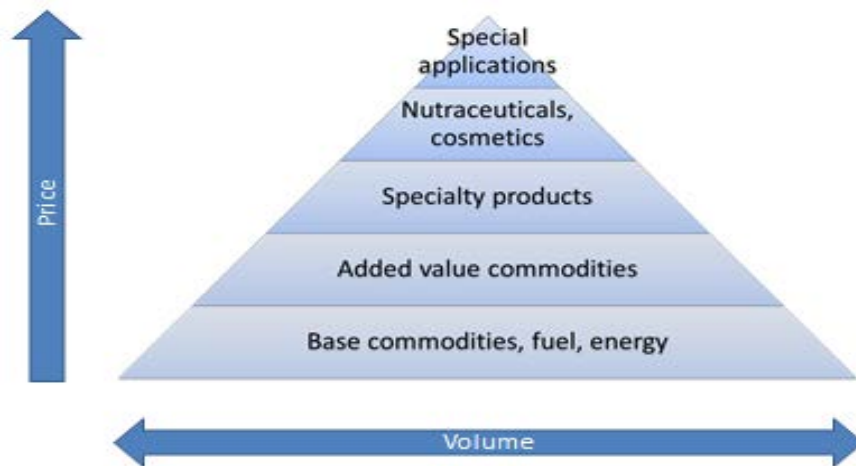 Special
applications
Nutraceuticals,
cosmetics
Specialty products
Added value commodities
Base commodities, fuel, energy
Price
Volume